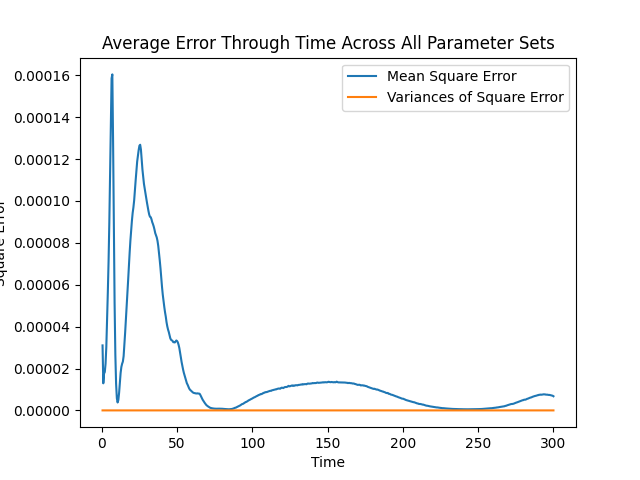 Average Error Through Time Across All Parameter Sets
Mean Square Error
Variances of Square Error
0.00016
0.00014
0.00012
0.00010
0.00008
0.00006
0.00004
0.00002
0.00000
Square Error
0 50 100 150 200 250 300
Time